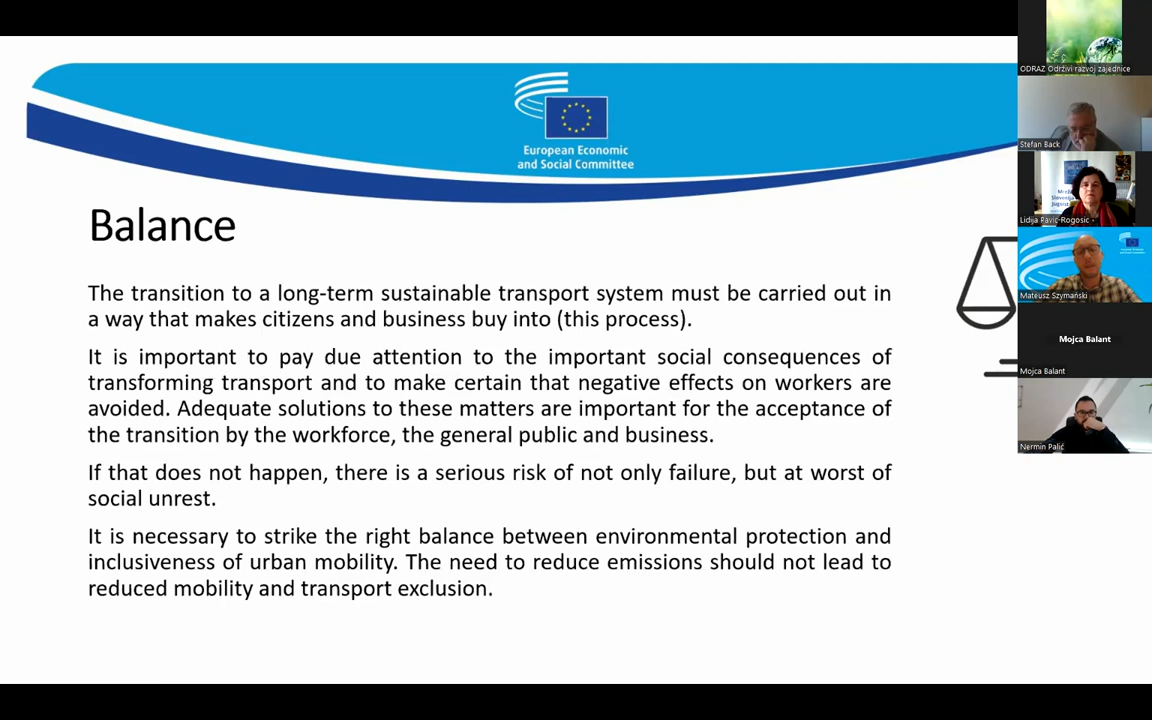 European Economic
and Social Committee
Balance
The transition to a long-term sustainable transport system must be carried out in
a way that makes citizens and business buy into (this process).
It is important to pay due attention to the important social consequences of
transforming transport and to make certain that negative effects on workers are
avoided. Adequate solutions to these matters are important for the acceptance of
the transition by the workforce, the general public and business.
If that does not happen, there is a serious risk of not only failure, but at worst of
social unrest.
It is necessary to strike the right balance between environmental protection and
inclusiveness of urban mobility. The need to reduce emissions should not lead to
reduced mobility and transport exclusion.
ODRAZ Održivi razvoj zajednice
Stefan Back
Lidija Pavic-Rogosic -
Mateusz Szymański
Mojca Balant
Mojca Balant
Nermin Palić